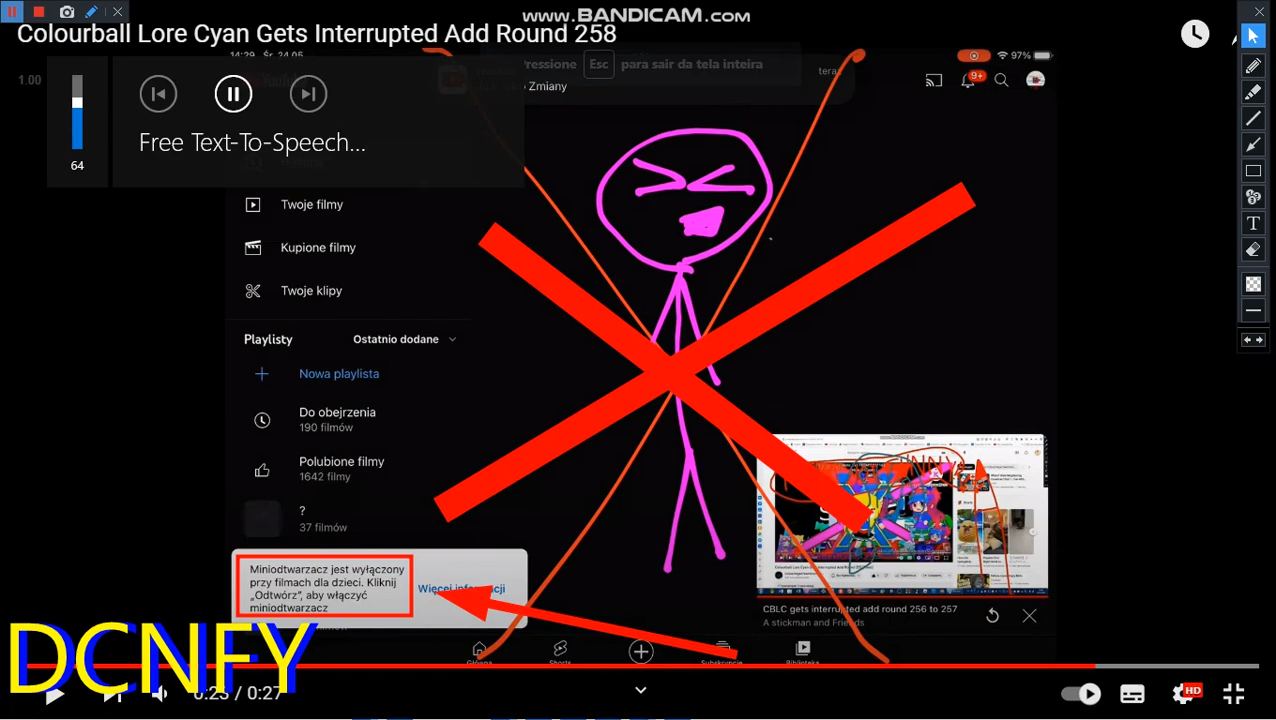 www.BANDICAM.com
Colourball Lore Cyan Gets Interrupted Add Round 258
14:29 Śr. 24.05
97%
1.00
Pressione Esc para sair da tela inteira
teraz
Zmiany
9+
64
Free Text-To-Speech...
Twoje filmy
Kupione filmy
Twoje klipy
Playlisty
Ostatnio dodane
Nowa playlista
Do obejrzenia
190 filmów
Polubione filmy
1642 filmy
?
37 filmów
Miniodtwarzacz jest wyłączony
przy filmach dla dzieci. Kliknij
„Odtwórz”, aby włączyć
miniodtwarzacz
Więcej informacji
CBLC gets interrupted add round 256 to 257
A stickman and Friends
Główna
Shorts
Subskrypcje
Biblioteka
DCNFY
0:23 / 0:27
HD
T